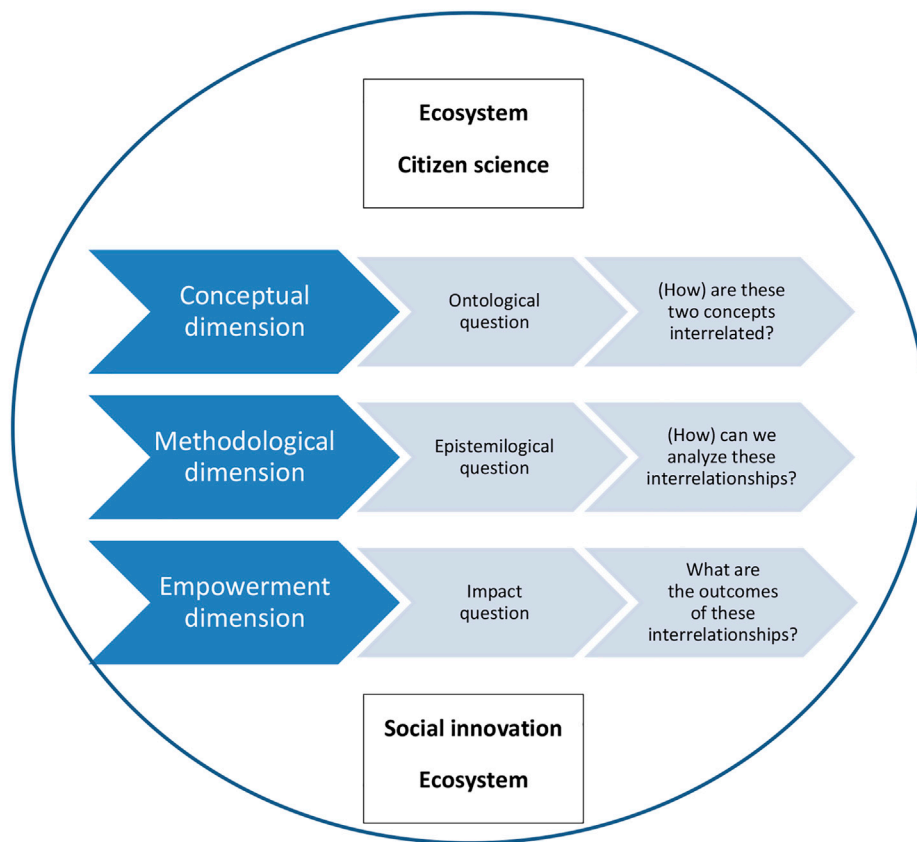 Ecosystem
Citizen science
Conceptual
dimension
Ontological
question
(How) are these
two concepts
interrelated?
Methodological
dimension
Epistemilogical
question
(How) can we
analyze these
interrelationships?
Empowerment
dimension
Impact
question
What are
the outcomes
of these
interrelationships?
Social innovation
Ecosystem